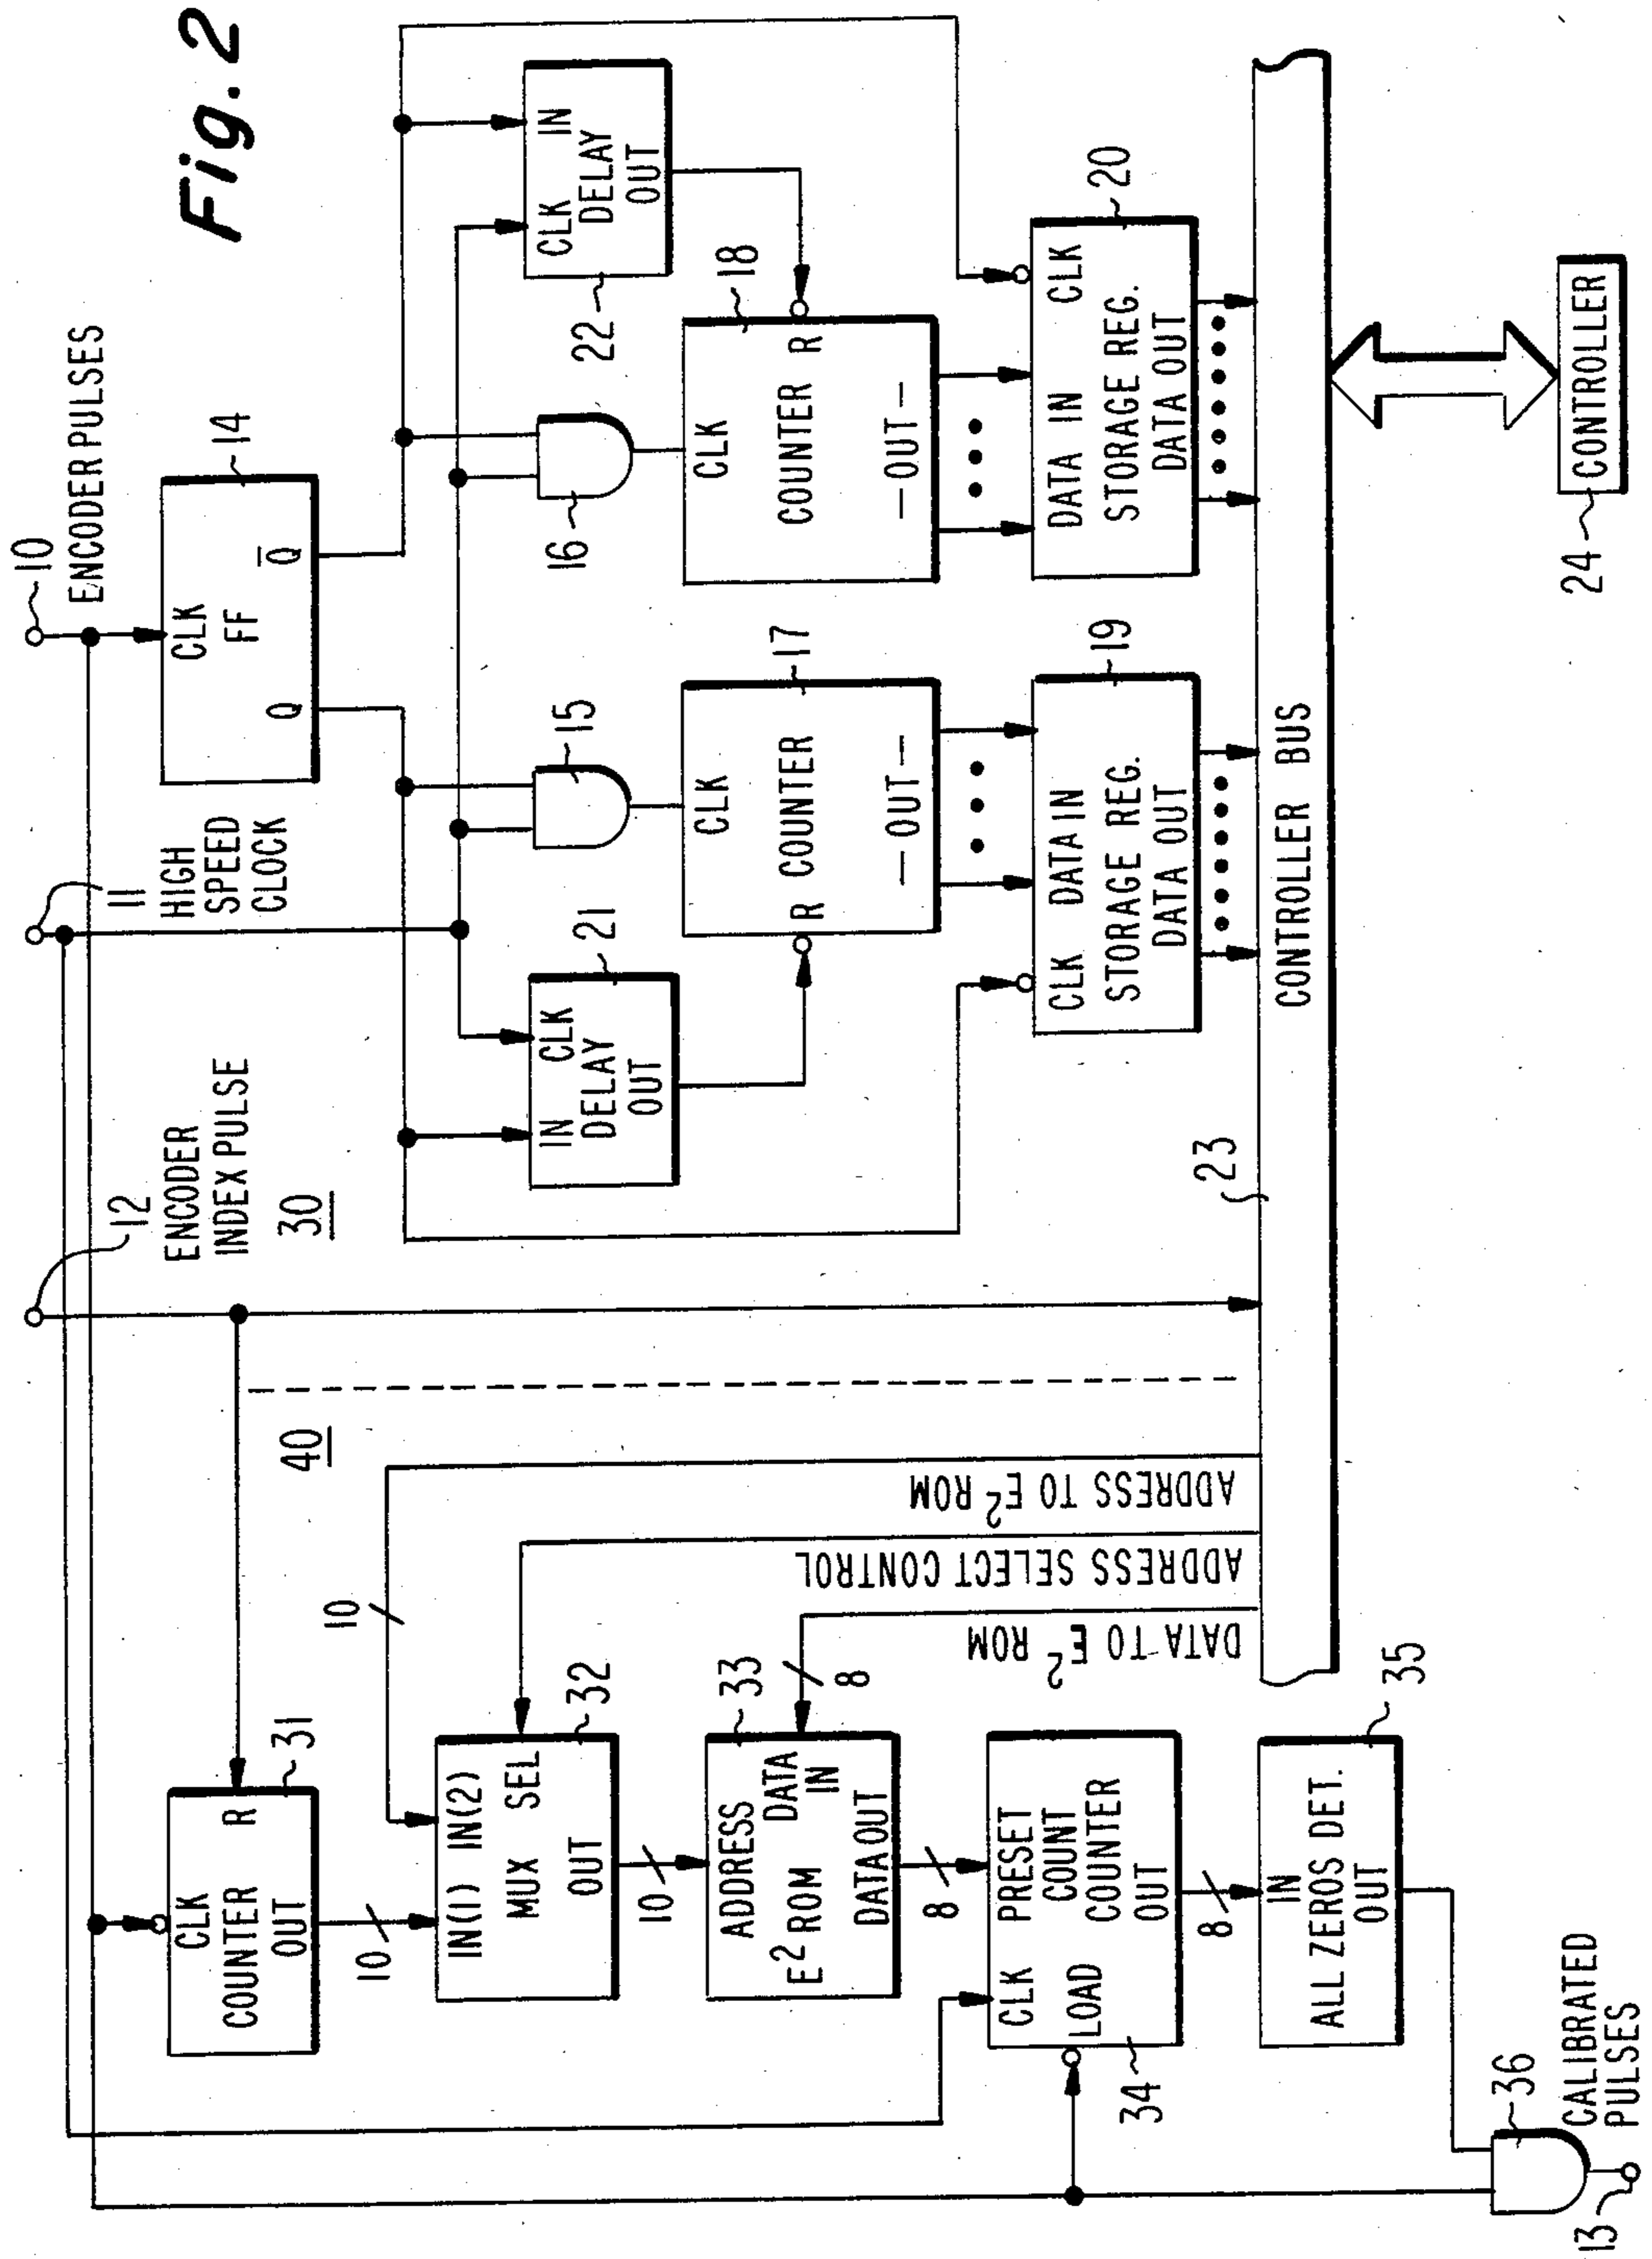 Fig. 2
10
ENCODER PULSES
11
HIGH
SPEED
CLOCK
12
ENCODER
INDEX PULSE
14
CLK
FF
Q
Q̅
30
40
15
16
21
IN CLK
DELAY
OUT
22
CLK IN
DELAY
OUT
17
CLK
R COUNTER
—OUT—
18
CLK
COUNTER R
—OUT—
19
CLK DATA IN
STORAGE REG.
DATA OUT
20
DATA IN CLK
STORAGE REG.
DATA OUT
23
CONTROLLER BUS
24
CONTROLLER
31
CLK
COUNTER R
OUT
10
10
32
IN(1) IN(2)
MUX SEL
OUT
10
33
ADDRESS
E² ROM
DATA
IN
DATA OUT
8
8
ADDRESS TO E² ROM
ADDRESS SELECT CONTROL
DATA TO E² ROM
34
CLK PRESET
COUNT
LOAD COUNTER
OUT
8
35
IN
ALL ZEROS DET.
OUT
36
13
CALIBRATED
PULSES